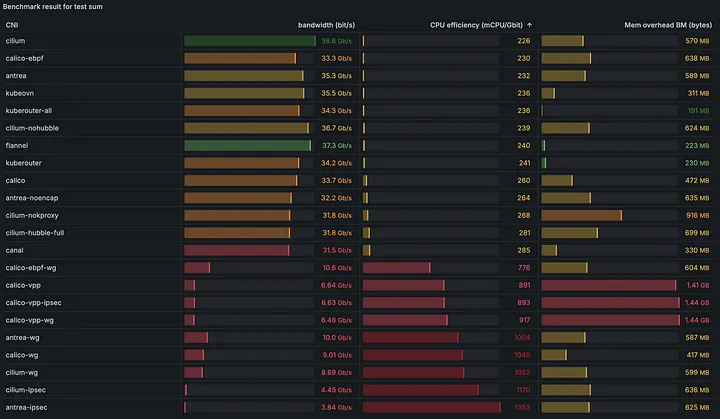 Benchmark result for test sum
CNI bandwidth (bit/s) CPU efficiency (mCPU/Gbit) ↑ Mem overhead BM (bytes)
cilium 38.6 Gb/s 226 570 MB
calico-ebpf 33.3 Gb/s 230 638 MB
antrea 35.3 Gb/s 232 589 MB
kubeovn 35.5 Gb/s 236 311 MB
kuberouter-all 34.3 Gb/s 236 191 MB
cilium-nohubble 36.7 Gb/s 239 624 MB
flannel 37.3 Gb/s 240 223 MB
kuberouter 34.2 Gb/s 241 230 MB
calico 33.7 Gb/s 260 472 MB
antrea-noencap 32.2 Gb/s 264 635 MB
cilium-nokproxy 31.8 Gb/s 268 916 MB
cilium-hubble-full 31.8 Gb/s 281 699 MB
canal 31.5 Gb/s 285 330 MB
calico-ebpf-wg 10.6 Gb/s 776 604 MB
calico-vpp 6.64 Gb/s 891 1.41 GB
calico-vpp-ipsec 6.63 Gb/s 893 1.44 GB
calico-vpp-wg 6.46 Gb/s 917 1.44 GB
antrea-wg 10.0 Gb/s 1004 587 MB
calico-wg 9.01 Gb/s 1040 417 MB
cilium-wg 8.69 Gb/s 1052 599 MB
cilium-ipsec 4.45 Gb/s 1170 636 MB
antrea-ipsec 3.84 Gb/s 1353 625 MB